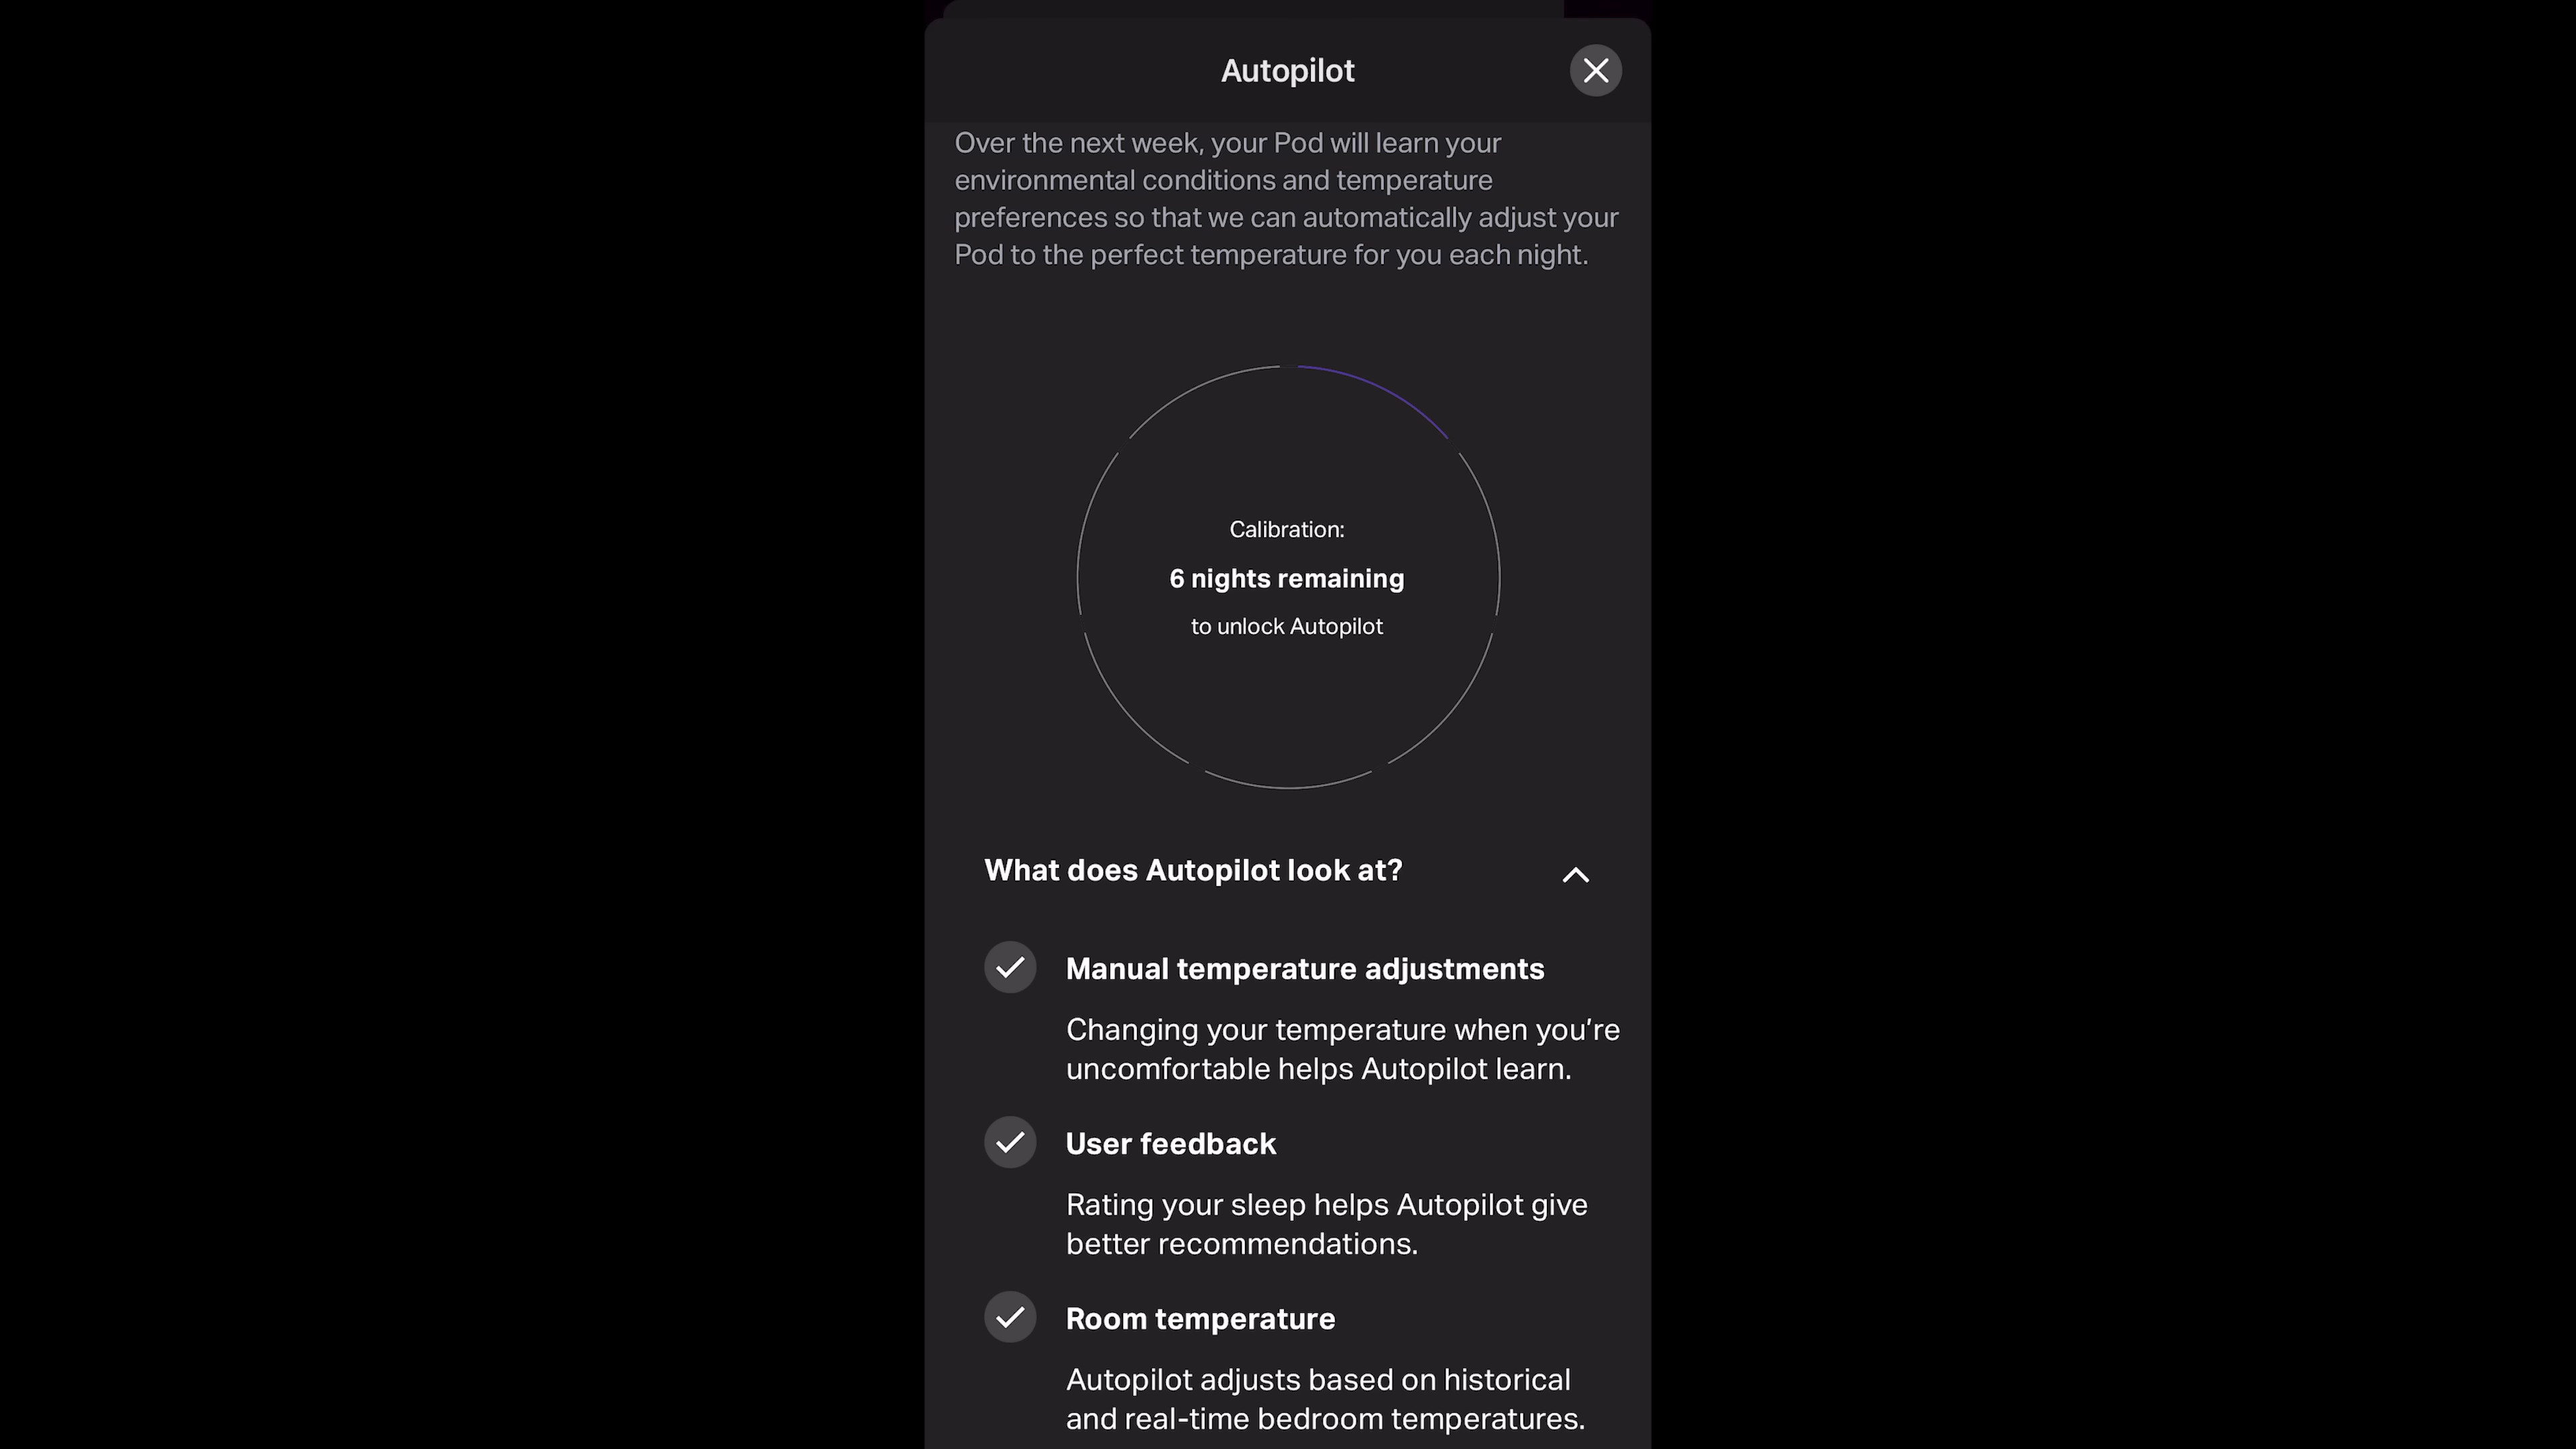 Autopilot
Over the next week, your Pod will learn your
environmental conditions and temperature
preferences so that we can automatically adjust your
Pod to the perfect temperature for you each night.
Calibration:
6 nights remaining
to unlock Autopilot
What does Autopilot look at?
Manual temperature adjustments
Changing your temperature when you’re
uncomfortable helps Autopilot learn.
User feedback
Rating your sleep helps Autopilot give
better recommendations.
Room temperature
Autopilot adjusts based on historical
and real-time bedroom temperatures.